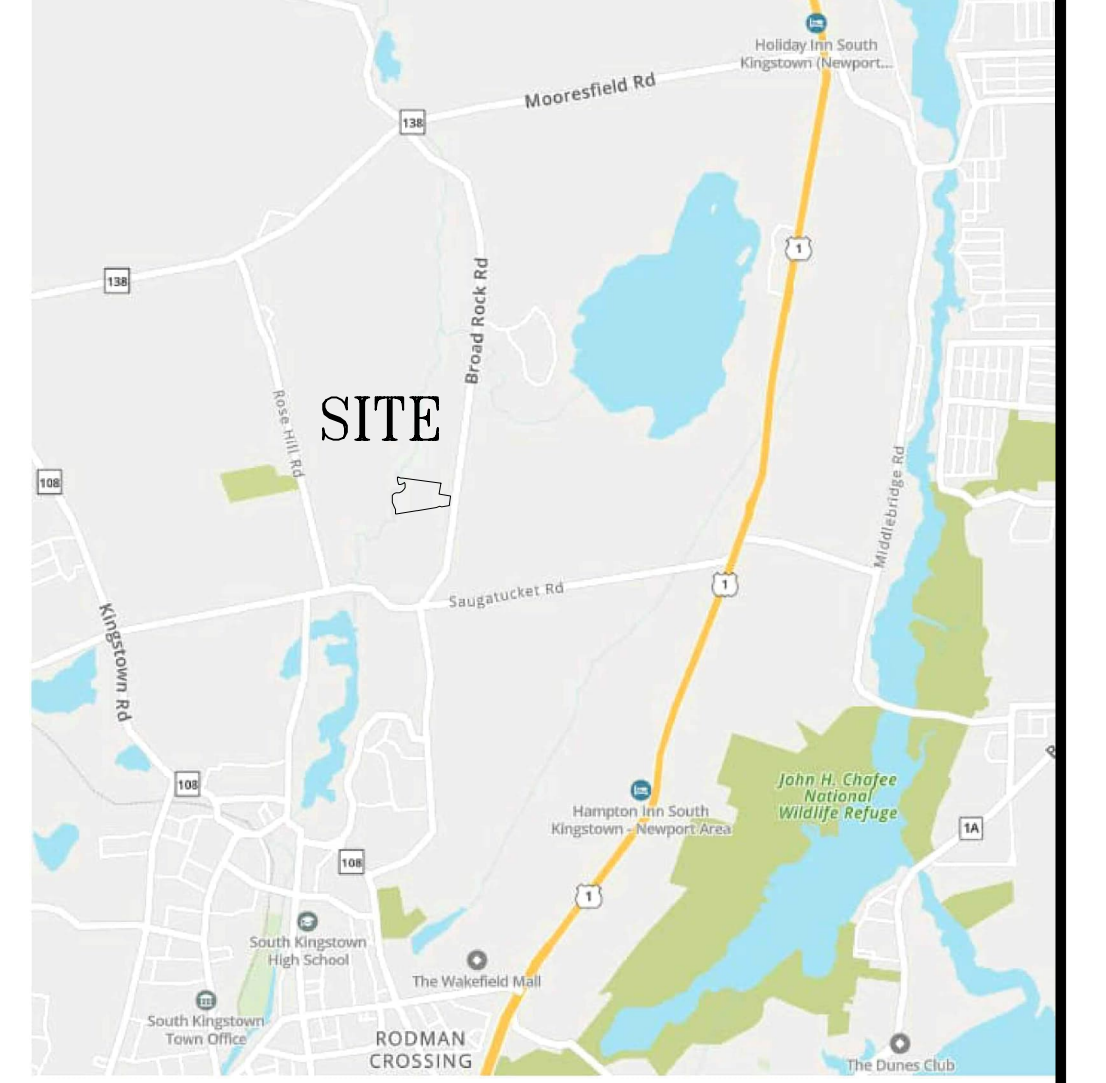 Holiday Inn South
Kingstown (Newport...
Mooresfield Rd
138
1
138
Broad Rock Rd
Rose Hill Rd
SITE
108
Middlebridge Rd
1
Saugatucket Rd
Kingstown Rd
108
John H. Chafee
National
Wildlife Refuge
Hampton Inn South
Kingstown - Newport Area
1A
108
1
South Kingstown
High School
The Wakefield Mall
South Kingstown
Town Office
RODMAN
CROSSING
The Dunes Club